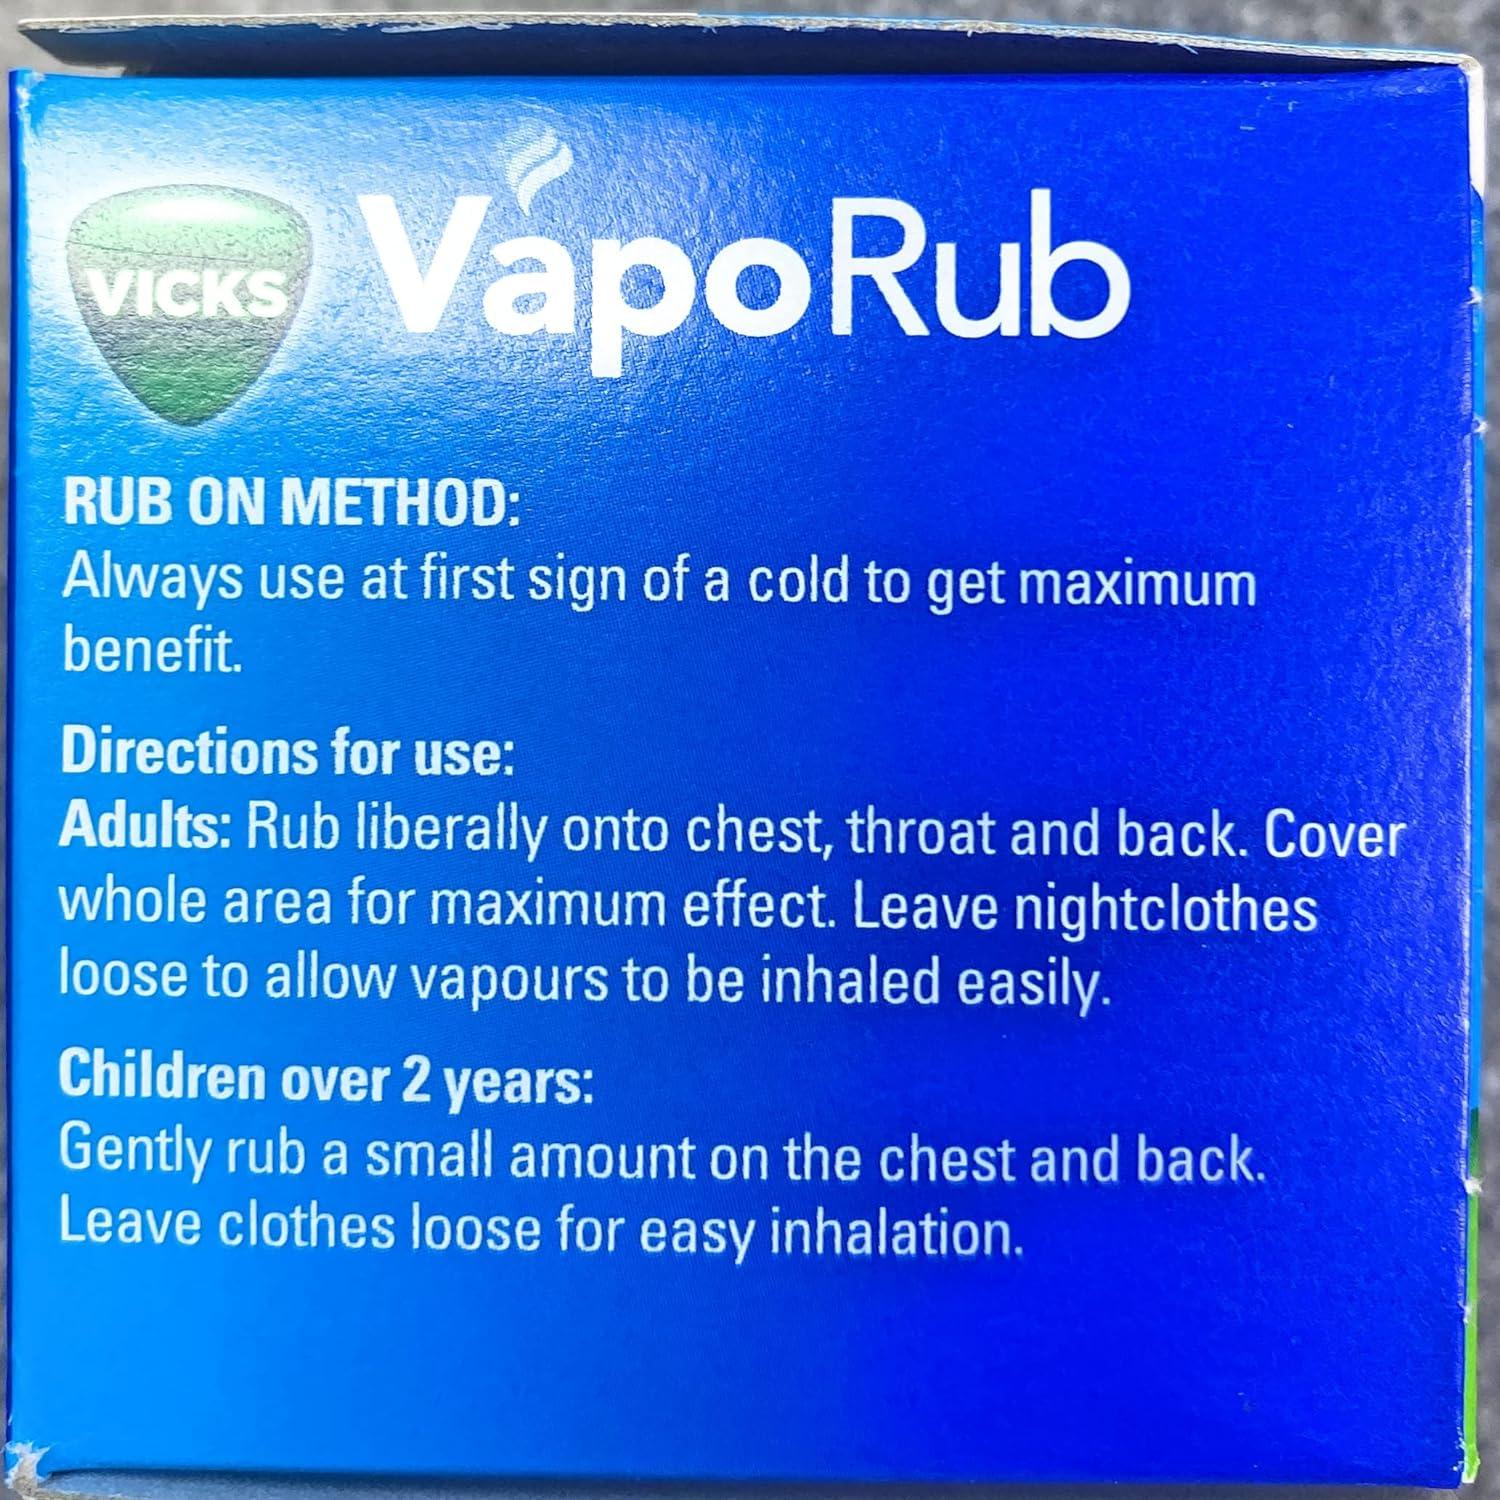 VICKS VapoRub
RUB ON METHOD:
Always use at first sign of a cold to get maximum
benefit.
Directions for use:
Adults: Rub liberally onto chest, throat and back. Cover
whole area for maximum effect. Leave nightclothes
loose to allow vapours to be inhaled easily.
Children over 2 years:
Gently rub a small amount on the chest and back.
Leave clothes loose for easy inhalation.